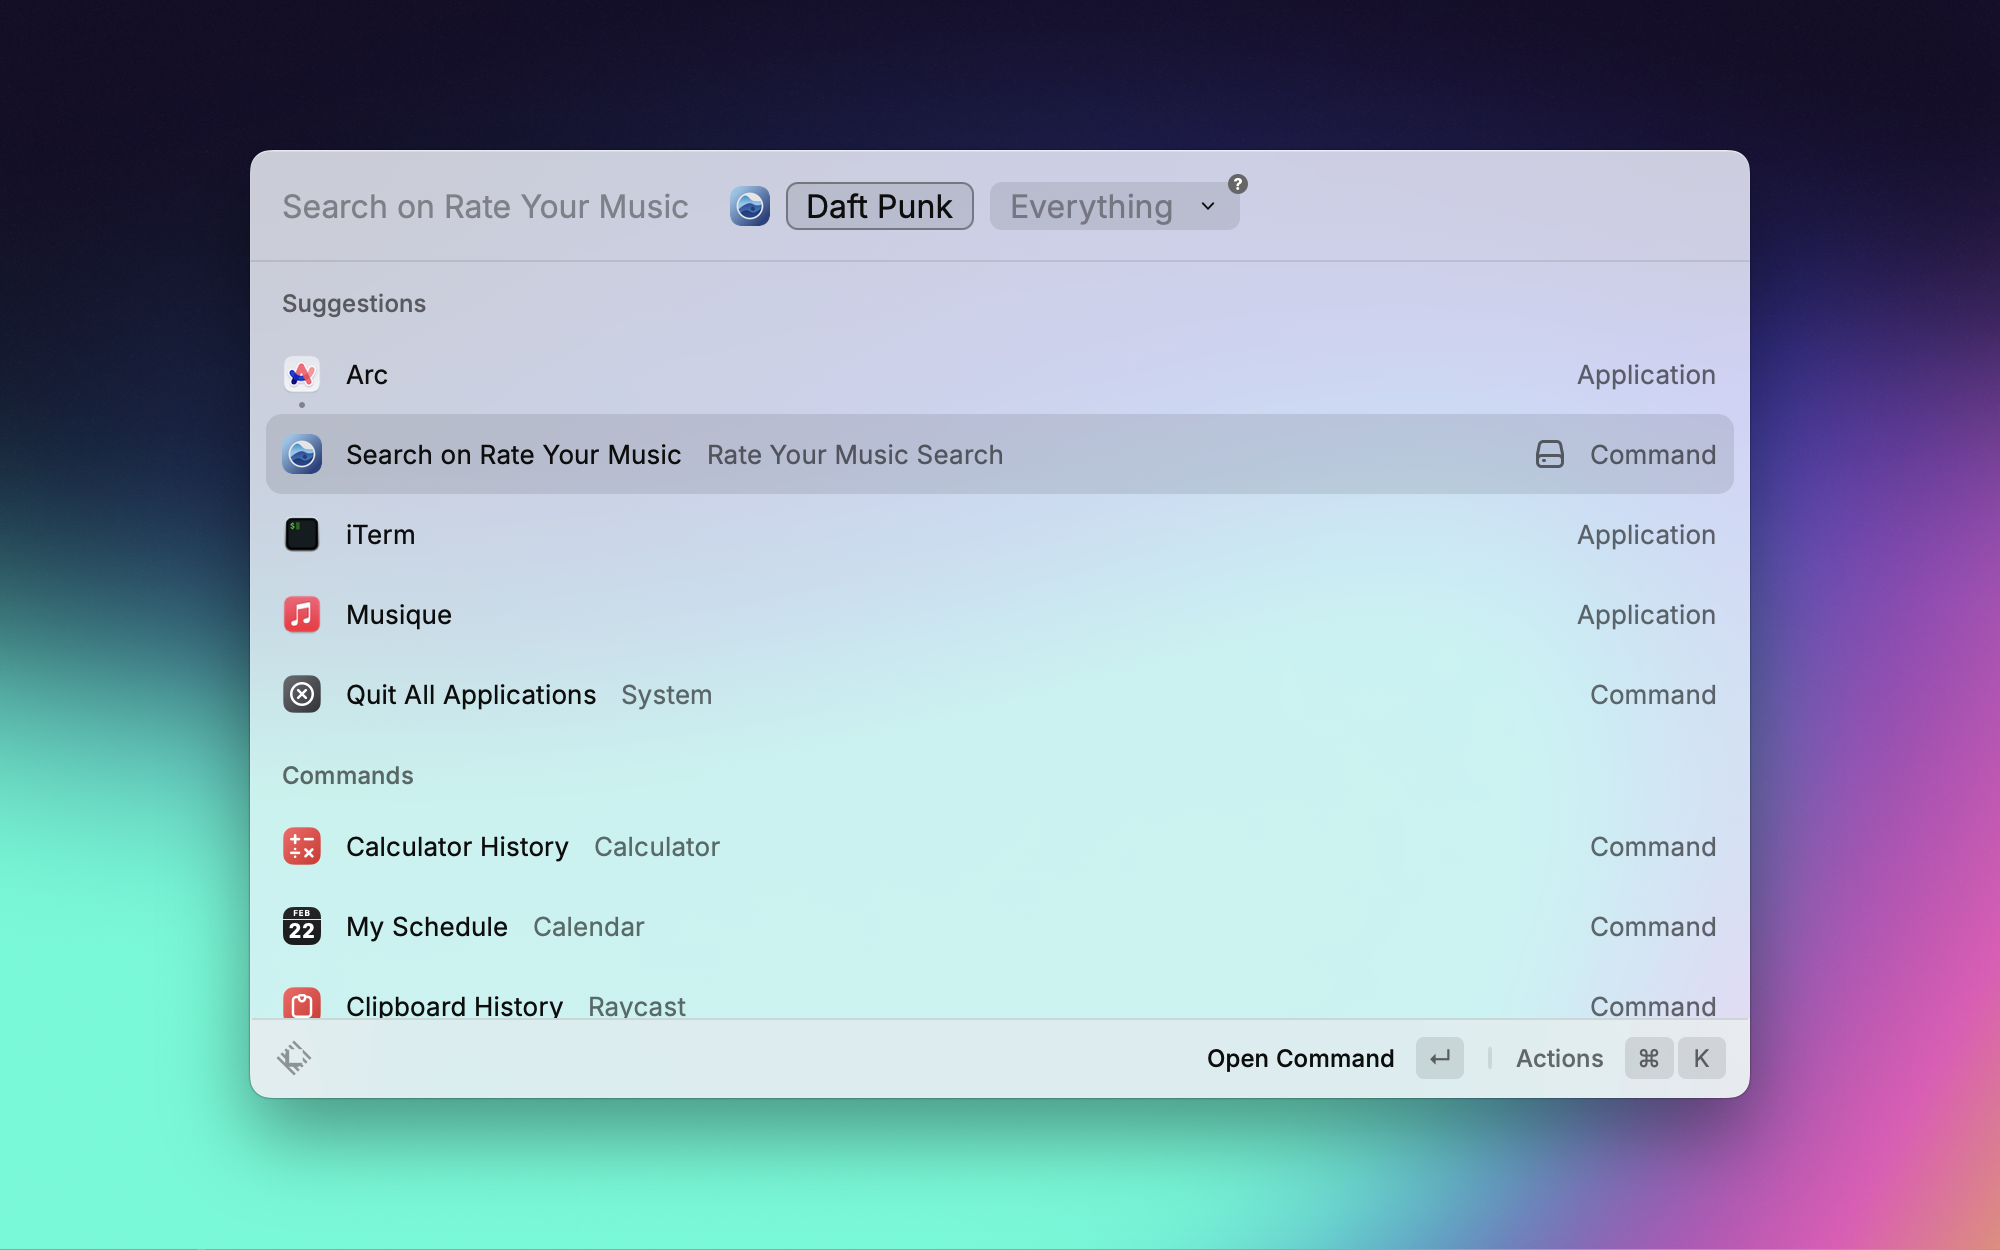 Search on Rate Your Music Daft Punk Everything ?
Suggestions
Arc Application
Search on Rate Your Music Rate Your Music Search Command
$
iTerm Application
Musique Application
Quit All Applications System Command
Commands
Calculator History Calculator Command
FEB
22
My Schedule Calendar Command
Clipboard History Raycast Command
Open Command ↵ Actions ⌘ K